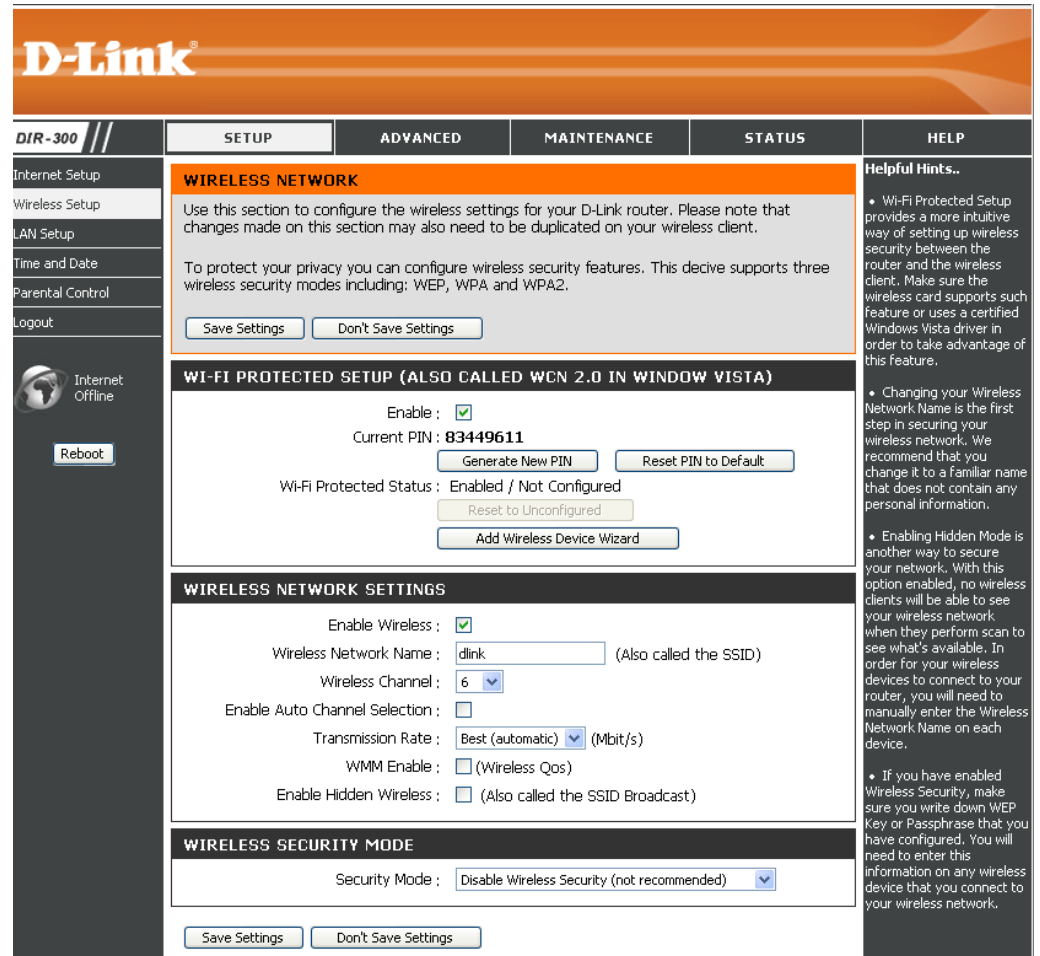 D-Link®
DIR-300
SETUP
ADVANCED
MAINTENANCE
STATUS
HELP
Internet Setup
Wireless Setup
LAN Setup
Time and Date
Parental Control
Logout
Internet
Offline
Reboot
WIRELESS NETWORK
Use this section to configure the wireless settings for your D-Link router. Please note that
changes made on this section may also need to be duplicated on your wireless client.
To protect your privacy you can configure wireless security features. This decive supports three
wireless security modes including: WEP, WPA and WPA2.
Save Settings
Don't Save Settings
WI-FI PROTECTED SETUP (ALSO CALLED WCN 2.0 IN WINDOW VISTA)
Enable :
Current PIN : 83449611
Generate New PIN
Reset PIN to Default
Wi-Fi Protected Status : Enabled / Not Configured
Reset to Unconfigured
Add Wireless Device Wizard
WIRELESS NETWORK SETTINGS
Enable Wireless :
Wireless Network Name : dlink (Also called the SSID)
Wireless Channel : 6
Enable Auto Channel Selection :
Transmission Rate : Best (automatic) (Mbit/s)
WMM Enable : (Wireless Qos)
Enable Hidden Wireless : (Also called the SSID Broadcast)
WIRELESS SECURITY MODE
Security Mode : Disable Wireless Security (not recommended)
Save Settings
Don't Save Settings
Helpful Hints..
• Wi-Fi Protected Setup
provides a more intuitive
way of setting up wireless
security between the
router and the wireless
client. Make sure the
wireless card supports such
feature or uses a certified
Windows Vista driver in
order to take advantage of
this feature.
• Changing your Wireless
Network Name is the first
step in securing your
wireless network. We
recommend that you
change it to a familiar name
that does not contain any
personal information.
• Enabling Hidden Mode is
another way to secure
your network. With this
option enabled, no wireless
clients will be able to see
your wireless network
when they perform scan to
see what's available. In
order for your wireless
devices to connect to your
router, you will need to
manually enter the Wireless
Network Name on each
device.
• If you have enabled
Wireless Security, make
sure you write down WEP
Key or Passphrase that you
have configured. You will
need to enter this
information on any wireless
device that you connect to
your wireless network.